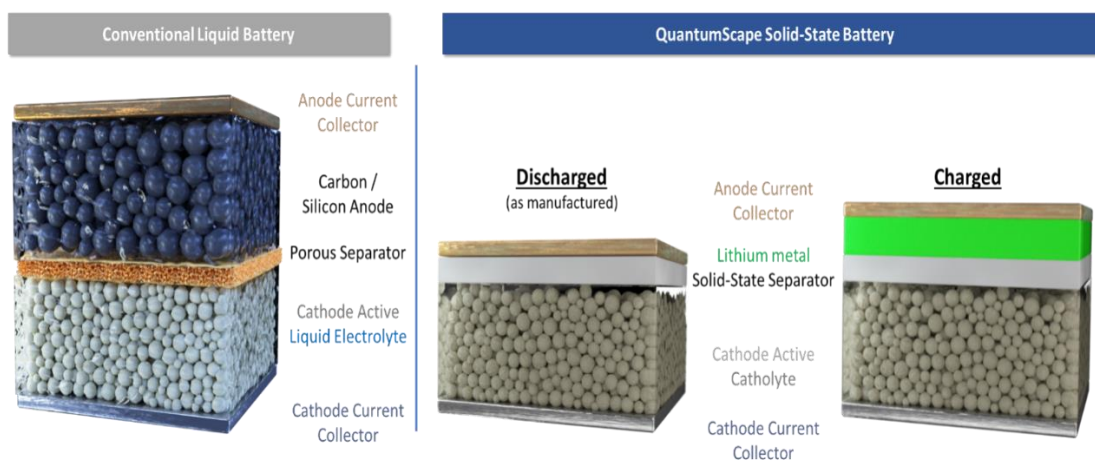 Conventional Liquid Battery
QuantumScape Solid-State Battery
Anode Current
Collector
Carbon /
Silicon Anode
Porous Separator
Cathode Active
Liquid Electrolyte
Cathode Current
Collector
Discharged
(as manufactured)
Anode Current
Collector
Lithium metal
Solid-State Separator
Cathode Active
Catholyte
Cathode Current
Collector
Charged